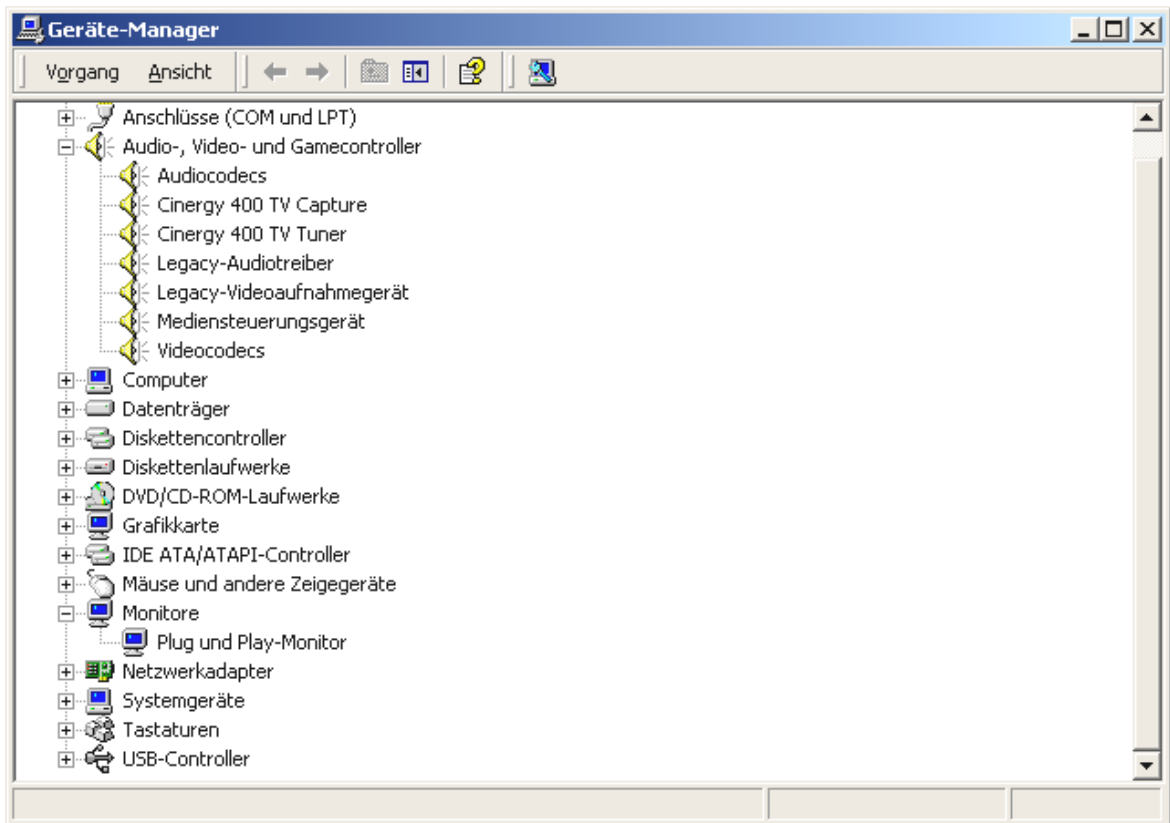 Geräte-Manager
Vorgang Ansicht
Anschlüsse (COM und LPT)
Audio-, Video- und Gamecontroller
Audiocodecs
Cinergy 400 TV Capture
Cinergy 400 TV Tuner
Legacy-Audiotreiber
Legacy-Videoaufnahmegerät
Mediensteuerungsgerät
Videocodecs
Computer
Datenträger
Diskettencontroller
Diskettenlaufwerke
DVD/CD-ROM-Laufwerke
Grafikkarte
IDE ATA/ATAPI-Controller
Mäuse und andere Zeigegeräte
Monitore
Plug und Play-Monitor
Netzwerkadapter
Systemgeräte
Tastaturen
USB-Controller